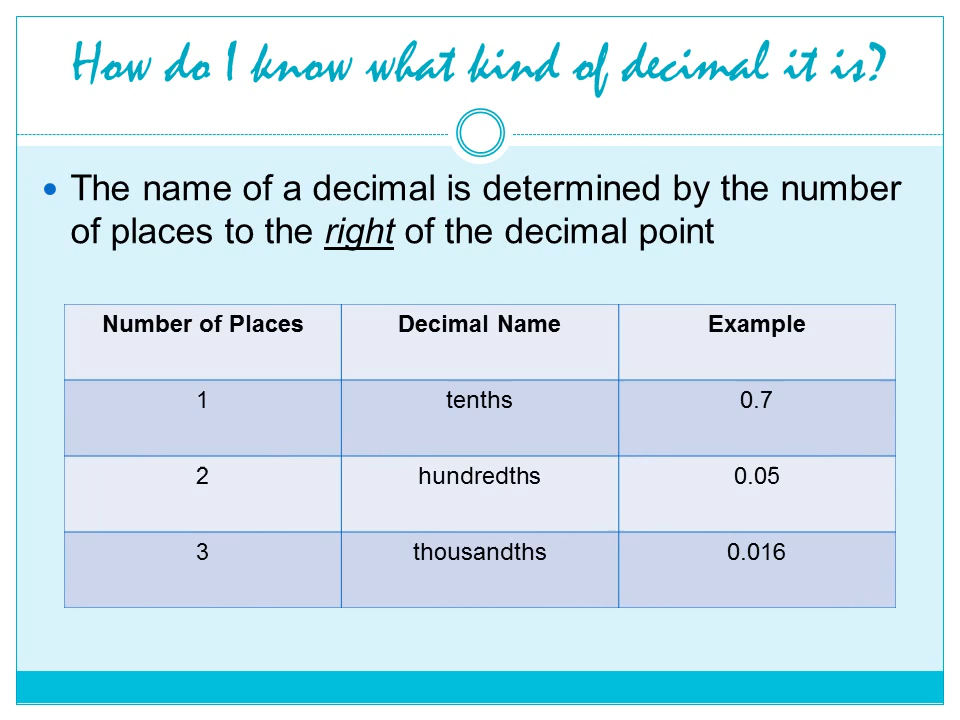 How do I know what kind of decimal it is?
The name of a decimal is determined by the number
of places to the right of the decimal point
Number of Places Decimal Name Example
1 tenths 0.7
2 hundredths 0.05
3 thousandths 0.016